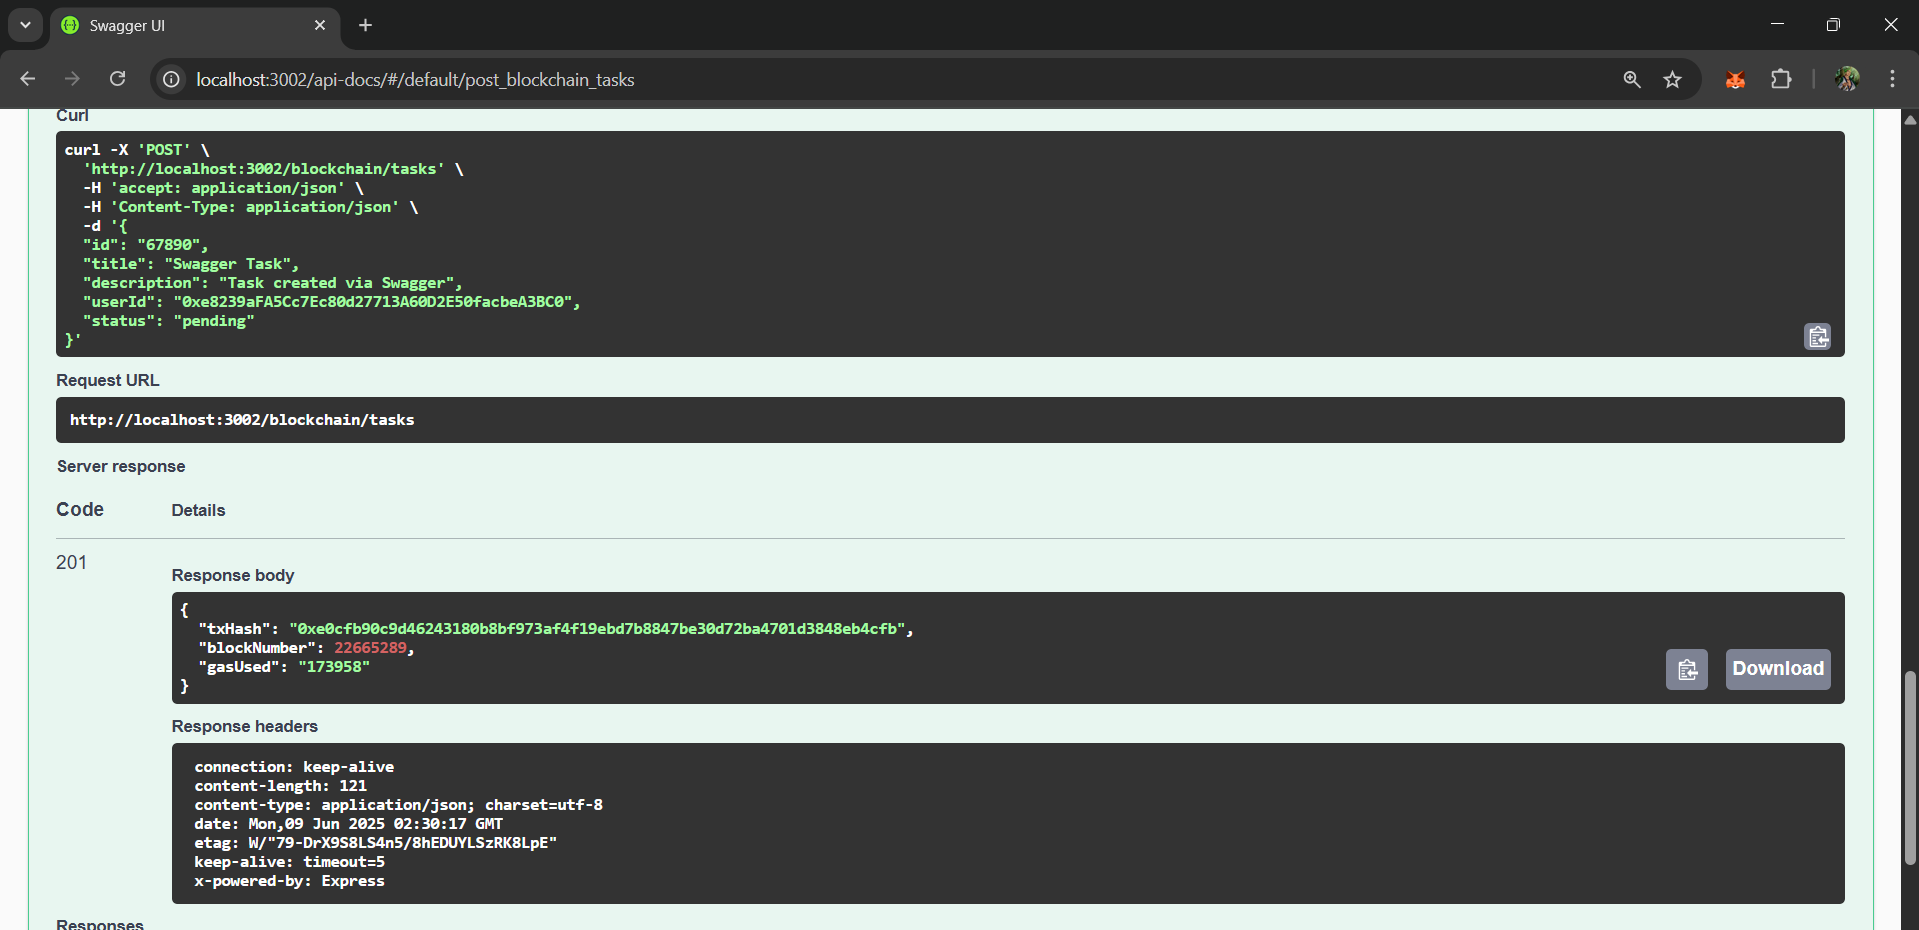 Swagger UI
localhost:3002/api-docs/#/default/post_blockchain_tasks
Curl
curl -X 'POST' \
'http://localhost:3002/blockchain/tasks' \
-H 'accept: application/json' \
-H 'Content-Type: application/json' \
-d '{
"id": "67890",
"title": "Swagger Task",
"description": "Task created via Swagger",
"userId": "0xe8239aFA5Cc7Ec80d27713A60D2E50facbeA3BC0",
"status": "pending"
}'
Request URL
http://localhost:3002/blockchain/tasks
Server response
Code Details
201
Response body
{
"txHash": "0xe0cfb90c9d46243180b8bf973af4f19ebd7b8847be30d72ba4701d3848eb4cfb",
"blockNumber": 22665289,
"gasUsed": "173958"
}
Download
Response headers
connection: keep-alive
content-length: 121
content-type: application/json; charset=utf-8
date: Mon,09 Jun 2025 02:30:17 GMT
etag: W/"79-DrX9S8LS4n5/8hEDUYLSzRK8LpE"
keep-alive: timeout=5
x-powered-by: Express
Responses